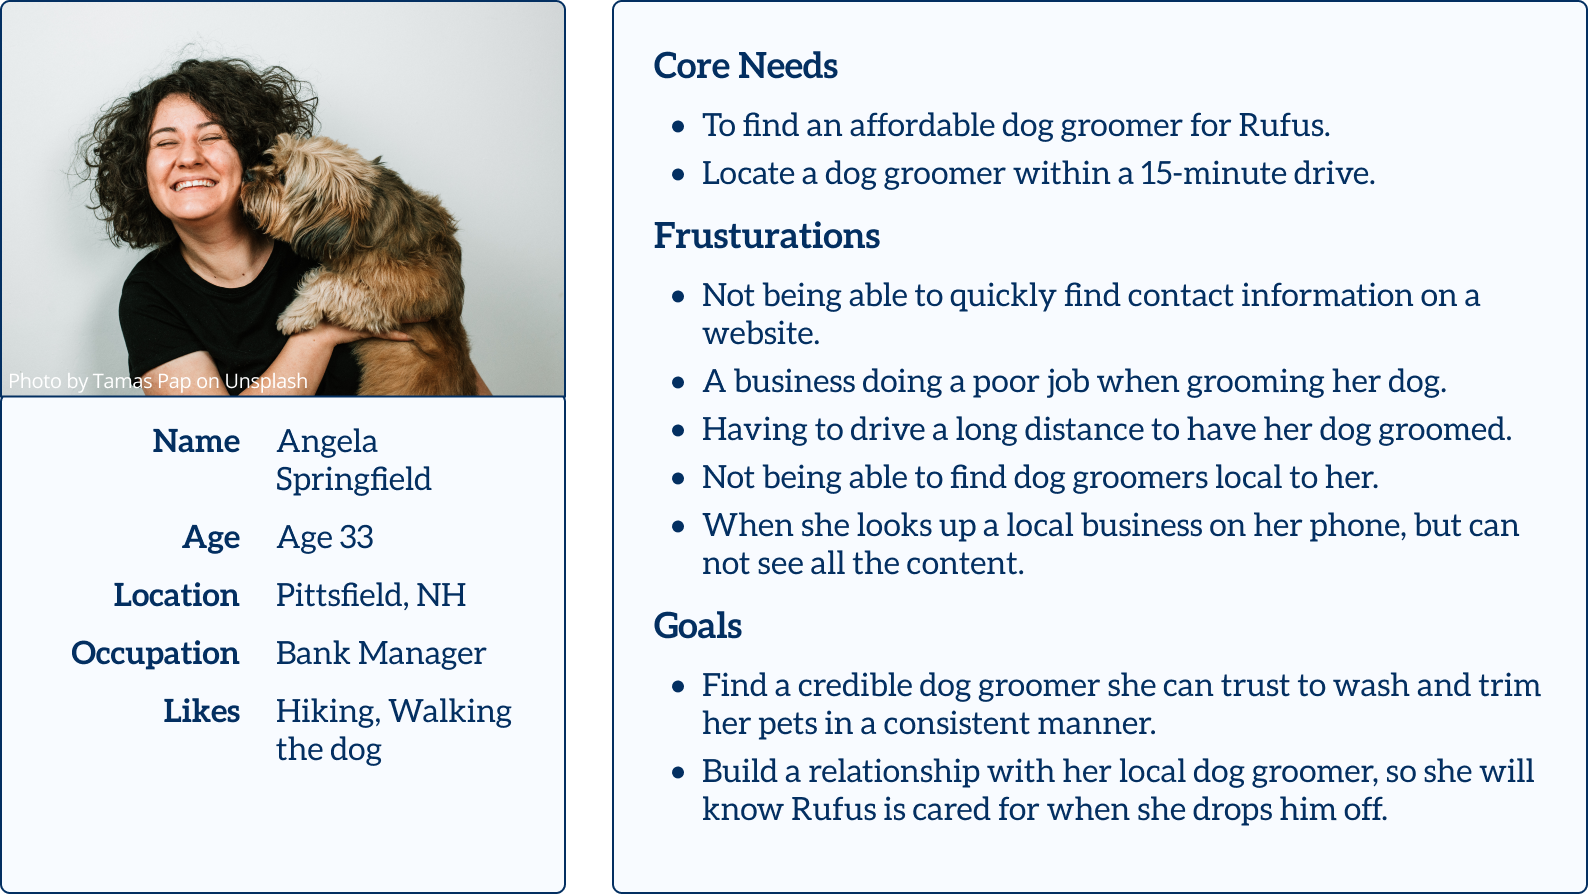 Photo by Tamas Pap on Unsplash
Name Angela
Springfield
Age Age 33
Location Pittsfield, NH
Occupation Bank Manager
Likes Hiking, Walking
the dog
Core Needs
• To find an affordable dog groomer for Rufus.
• Locate a dog groomer within a 15-minute drive.
Frusturations
• Not being able to quickly find contact information on a
website.
• A business doing a poor job when grooming her dog.
• Having to drive a long distance to have her dog groomed.
• Not being able to find dog groomers local to her.
• When she looks up a local business on her phone, but can
not see all the content.
Goals
• Find a credible dog groomer she can trust to wash and trim
her pets in a consistent manner.
• Build a relationship with her local dog groomer, so she will
know Rufus is cared for when she drops him off.